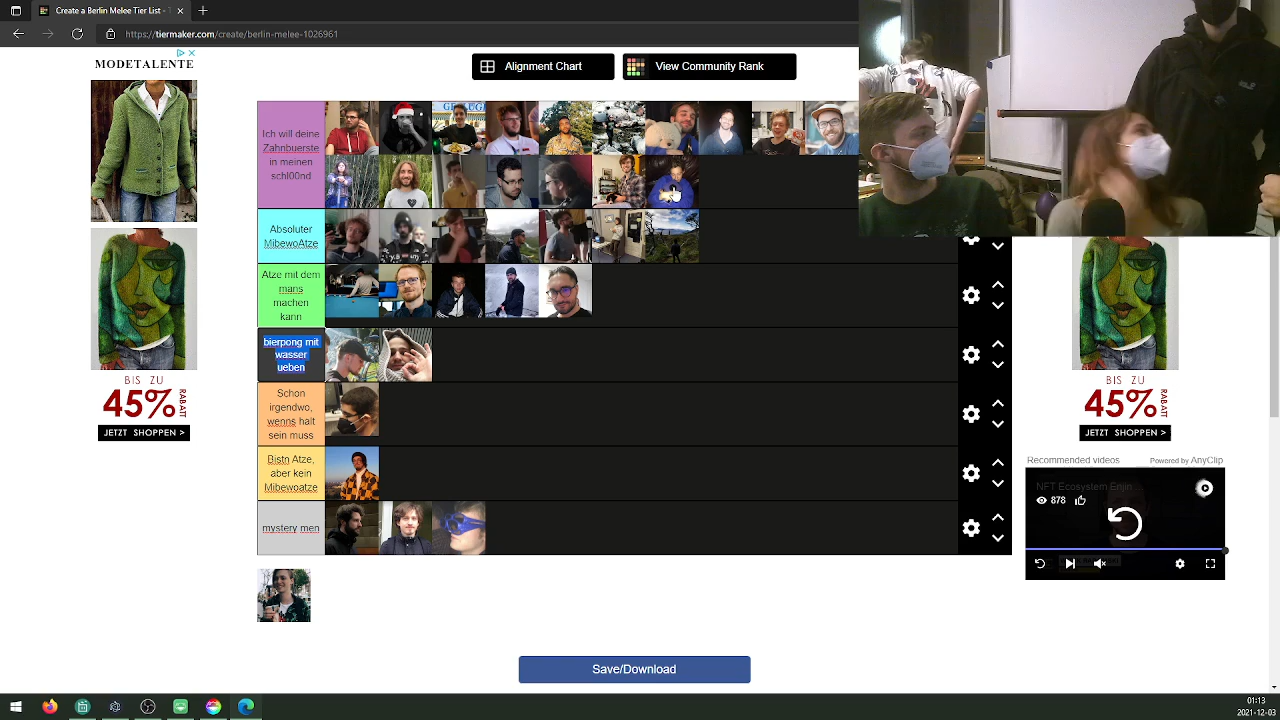 Create a Berlin Melee Tier List - T
https://tiermaker.com/create/berlin-melee-1026961
MODETALENTE
Alignment Chart
View Community Rank
Ich will deine
Zahnbuerste
in meinen
schl00nd
Absoluter
MibewoAtze
Atze mit dem
mans
machen
kann
bierpong mit
wasser
ueben
Schon
irgendwo,
wenns halt
sein muss
Bistn Atze,
aber kein
Mibewoatze
mystery men
BIS ZU
45%
RABATT
JETZT SHOPPEN >
BIS ZU
45%
RABATT
JETZT SHOPPEN >
Recommended videos
Powered by AnyClip
NFT Ecosystem Enjin
878
Save/Download
01:13
2021-12-03